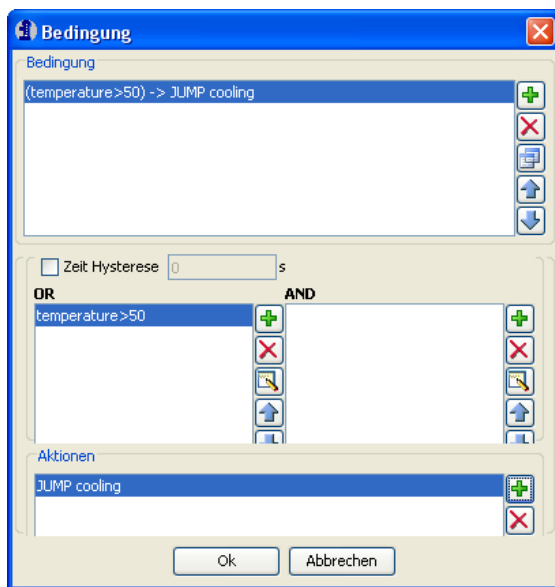 Bedingung
Bedingung
(temperature>50) -> JUMP cooling
Zeit Hysterese 0 s
OR AND
temperature>50
Aktionen
JUMP cooling
Ok Abbrechen